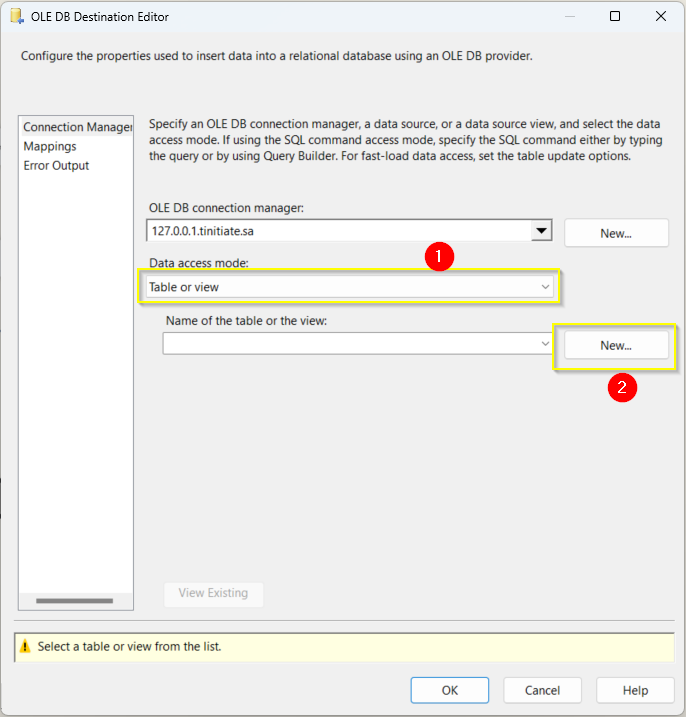 OLE DB Destination Editor
Configure the properties used to insert data into a relational database using an OLE DB provider.
Connection Manager
Mappings
Error Output
Specify an OLE DB connection manager, a data source, or a data source view, and select the data
access mode. If using the SQL command access mode, specify the SQL command either by typing
the query or by using Query Builder. For fast-load data access, set the table update options.
OLE DB connection manager:
127.0.0.1.tinitiate.sa
New...
1
Data access mode:
Table or view
Name of the table or the view:
New...
2
View Existing
Select a table or view from the list.
OK
Cancel
Help